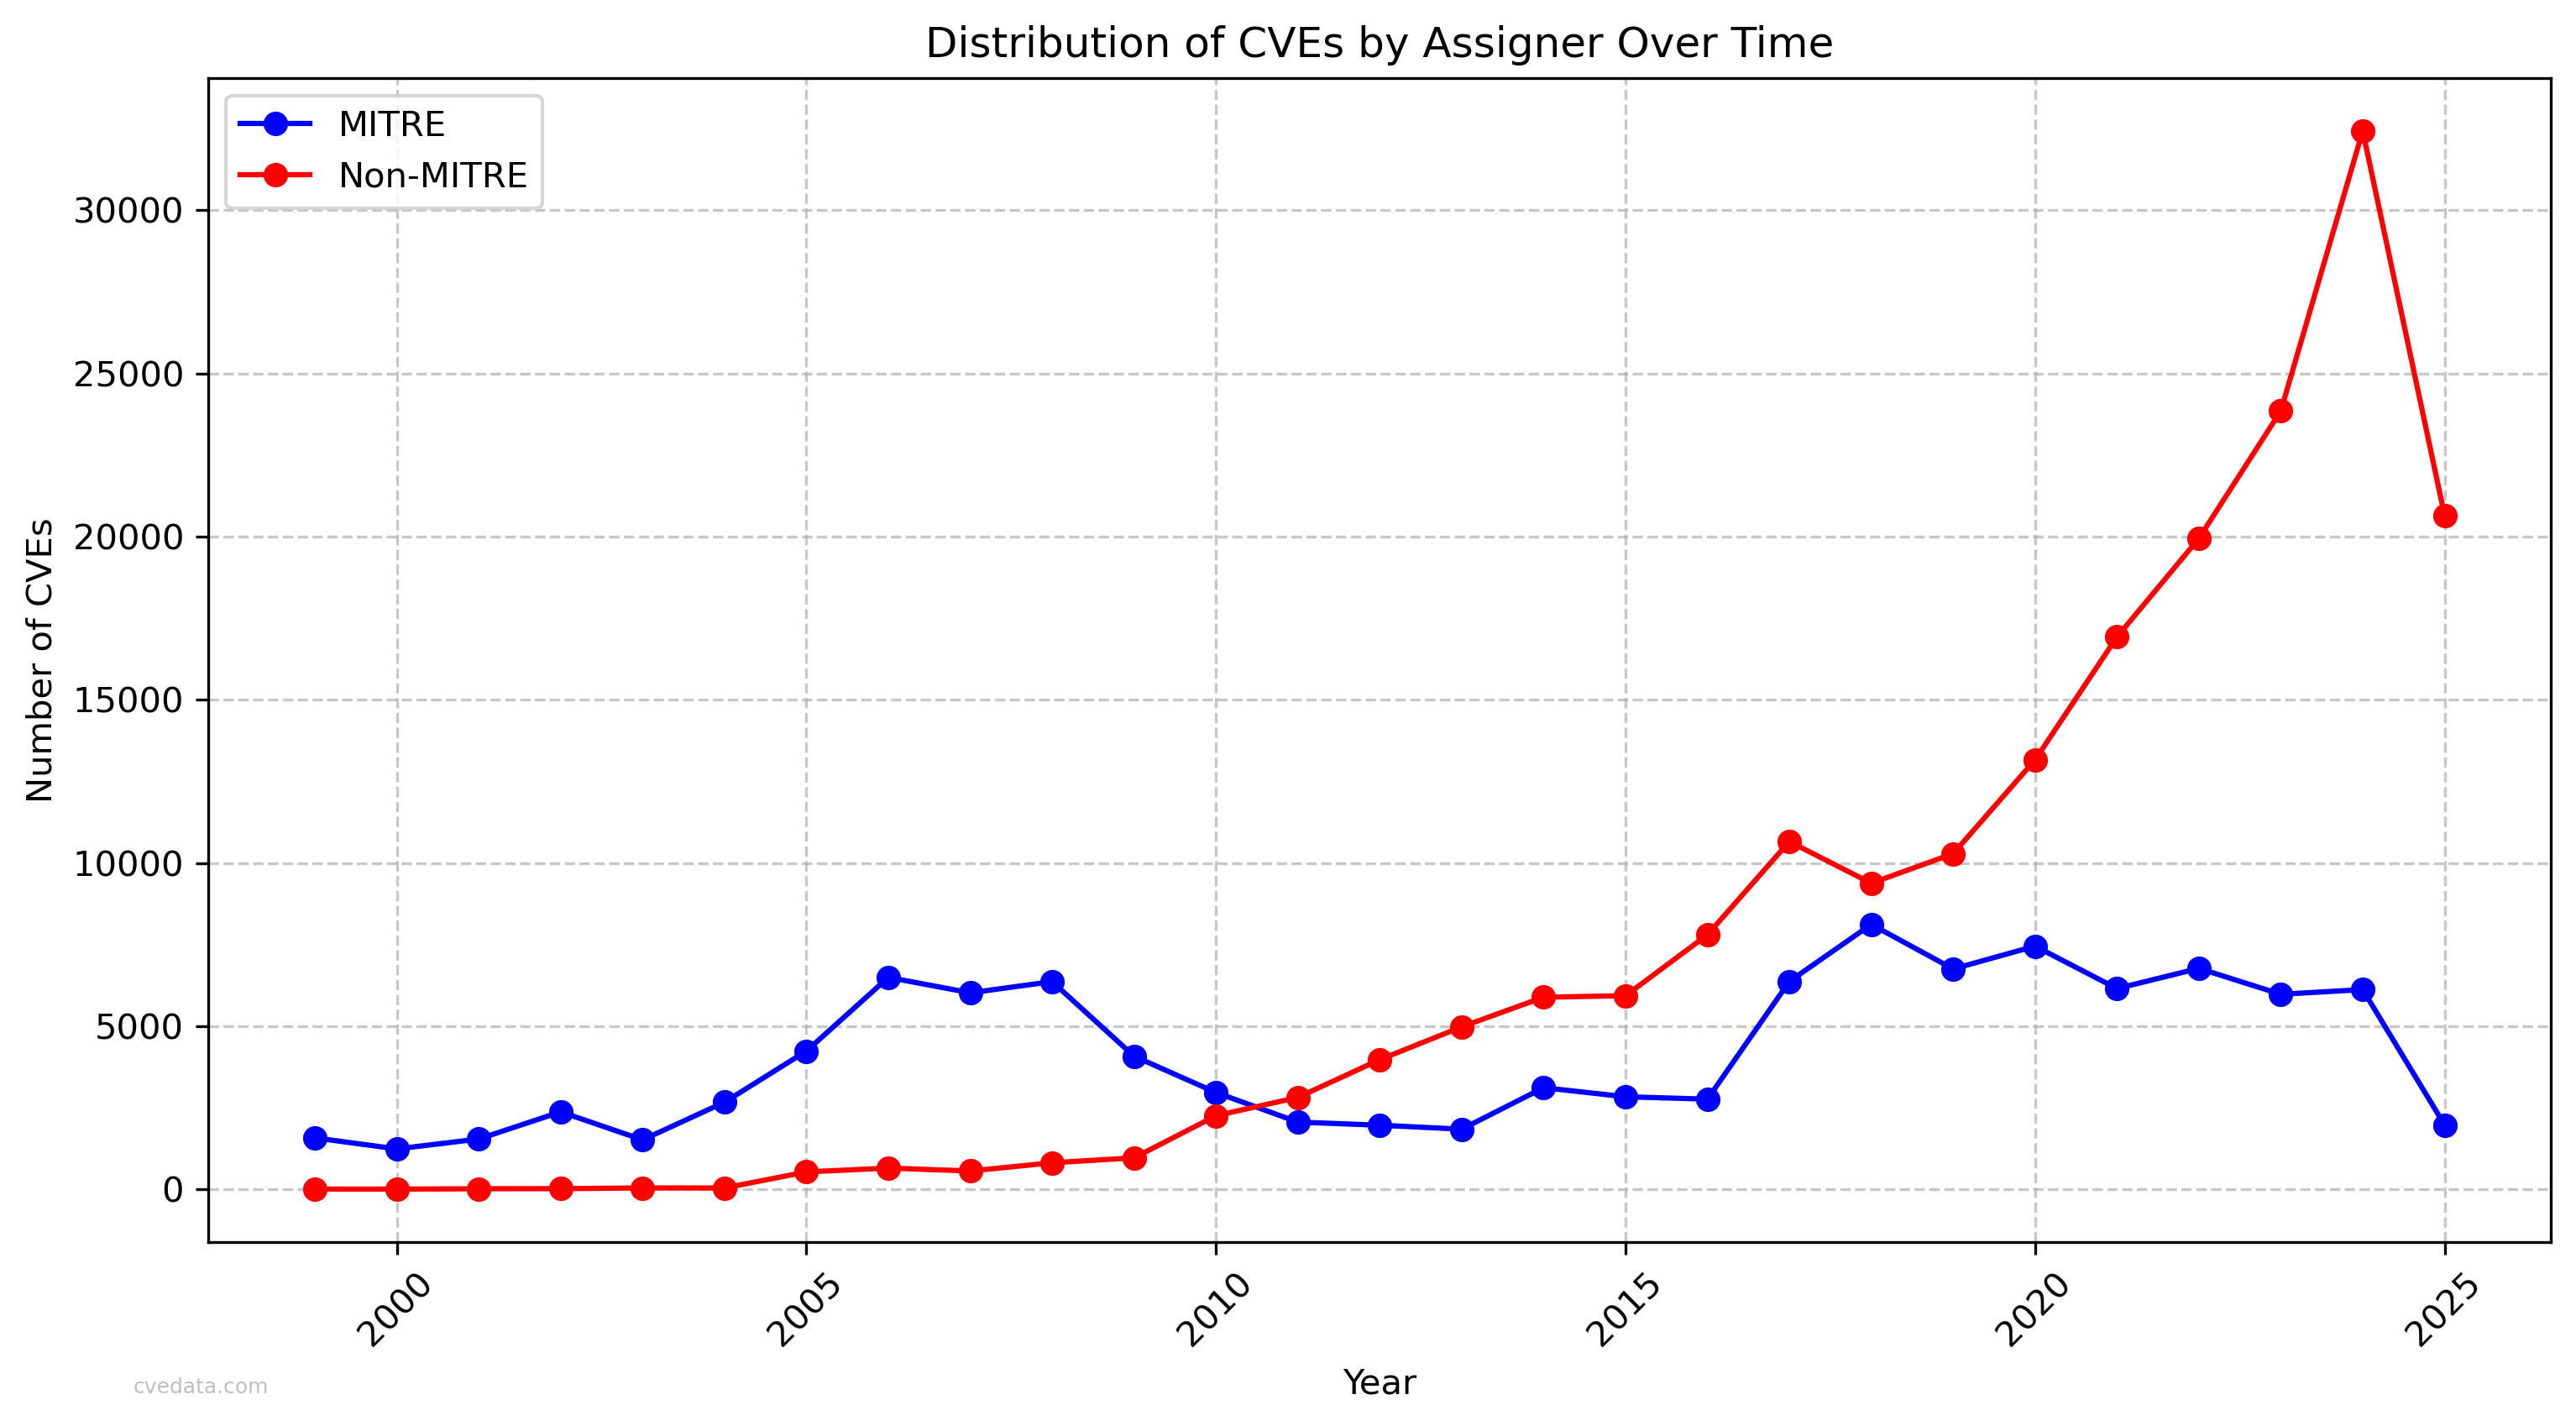 Distribution of CVEs by Assigner Over Time
MITRE
Non-MITRE
30000
25000
20000
15000
10000
5000
0
Number of CVEs
2000
2005
2010
2015
2020
2025
Year
cvedata.com